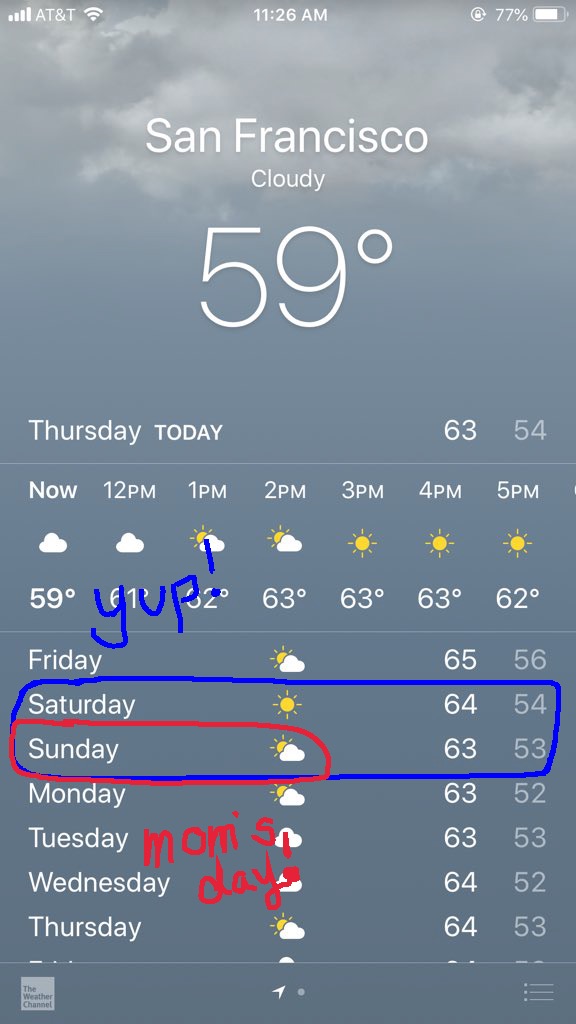 AT&T 11:26 AM 77%
San Francisco
Cloudy
59°
Thursday TODAY 63 54
Now 12PM 1PM 2PM 3PM 4PM 5PM
59° 61° 62° 63° 63° 63° 62°
yup!
Friday 65 56
Saturday 64 54
Sunday 63 53
Monday 63 52
Tuesday 63 53
mom's
day!
Wednesday 64 52
Thursday 64 53
The
Weather
Channel